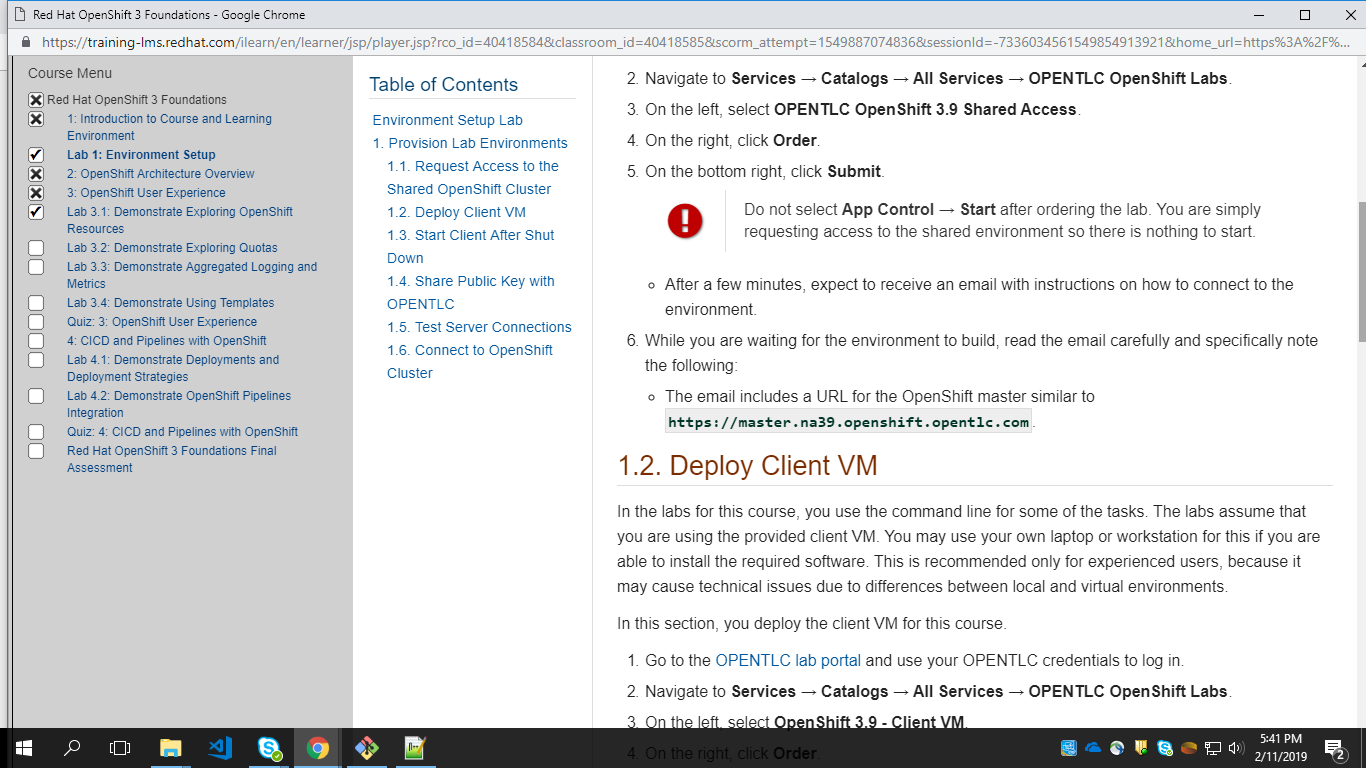 Red Hat OpenShift 3 Foundations - Google Chrome
https://training-lms.redhat.com/ilearn/en/learner/jsp/player.jsp?rco_id=40418584&classroom_id=40418585&scorm_attempt=1549887074836&sessionId=-7336034561549854913921&home_url=https%3A%2F%...
Course Menu
Red Hat OpenShift 3 Foundations
1: Introduction to Course and Learning
Environment
Lab 1: Environment Setup
2: OpenShift Architecture Overview
3: OpenShift User Experience
Lab 3.1: Demonstrate Exploring OpenShift
Resources
Lab 3.2: Demonstrate Exploring Quotas
Lab 3.3: Demonstrate Aggregated Logging and
Metrics
Lab 3.4: Demonstrate Using Templates
Quiz: 3: OpenShift User Experience
4: CICD and Pipelines with OpenShift
Lab 4.1: Demonstrate Deployments and
Deployment Strategies
Lab 4.2: Demonstrate OpenShift Pipelines
Integration
Quiz: 4: CICD and Pipelines with OpenShift
Red Hat OpenShift 3 Foundations Final
Assessment
Table of Contents
Environment Setup Lab
1. Provision Lab Environments
1.1. Request Access to the
Shared OpenShift Cluster
1.2. Deploy Client VM
1.3. Start Client After Shut
Down
1.4. Share Public Key with
OPENTLC
1.5. Test Server Connections
1.6. Connect to OpenShift
Cluster
2. Navigate to Services → Catalogs → All Services → OPENTLC OpenShift Labs.
3. On the left, select OPENTLC OpenShift 3.9 Shared Access.
4. On the right, click Order.
5. On the bottom right, click Submit.
Do not select App Control → Start after ordering the lab. You are simply
requesting access to the shared environment so there is nothing to start.
After a few minutes, expect to receive an email with instructions on how to connect to the
environment.
6. While you are waiting for the environment to build, read the email carefully and specifically note
the following:
The email includes a URL for the OpenShift master similar to
https://master.na39.openshift.opentlc.com.
1.2. Deploy Client VM
In the labs for this course, you use the command line for some of the tasks. The labs assume that
you are using the provided client VM. You may use your own laptop or workstation for this if you are
able to install the required software. This is recommended only for experienced users, because it
may cause technical issues due to differences between local and virtual environments.
In this section, you deploy the client VM for this course.
1. Go to the OPENTLC lab portal and use your OPENTLC credentials to log in.
2. Navigate to Services → Catalogs → All Services → OPENTLC OpenShift Labs.
3. On the left, select OpenShift 3.9 - Client VM.
4. On the right, click Order.
5:41 PM
2/11/2019
2